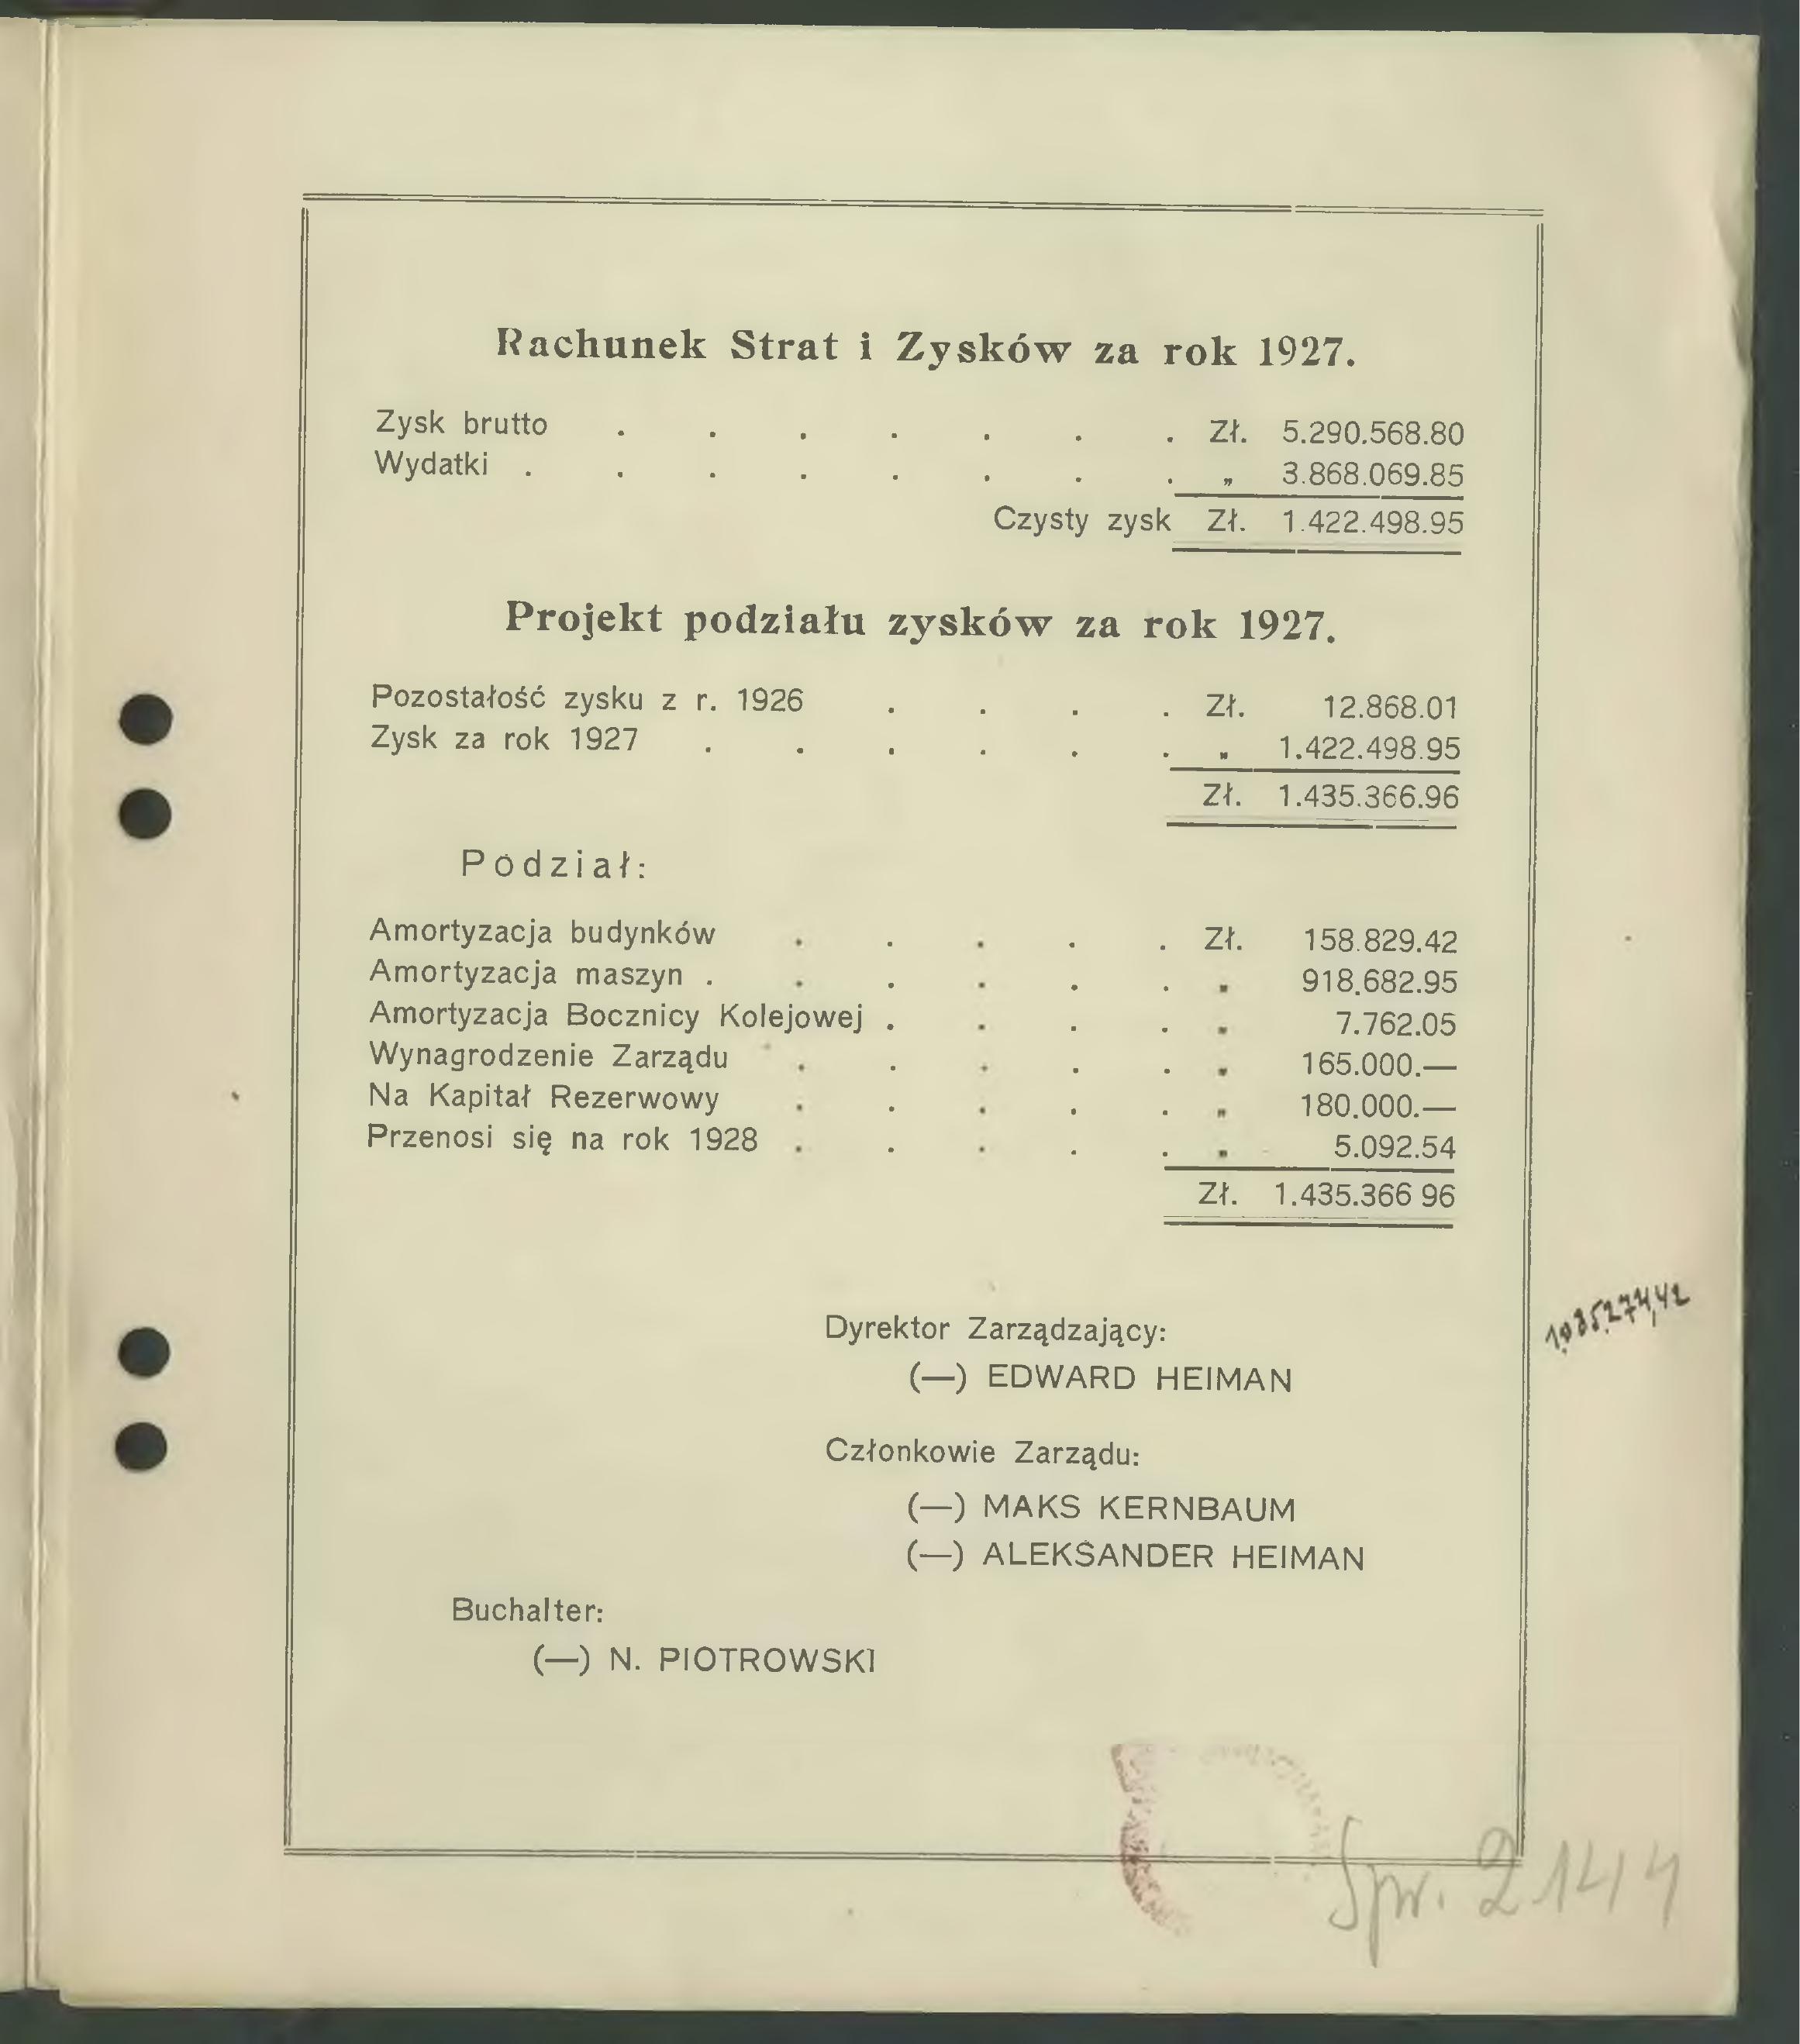 Rachunek Strat i Zysków za rok 1927.
Zysk brutto . . . . . . . Zł. 5.290.568.80
Wydatki . . . . . . . . „ 3.868.069.85
Czysty zysk Zł. 1.422.498.95
Projekt podziału zysków za rok 1927.
Pozostałość zysku z r. 1926 . . . . Zł. 12.868.01
Zysk za rok 1927 . . . . . . „ 1.422.498.95
Zł. 1.435.366.96
Podział:
Amortyzacja budynków . . . . . Zł. 158.829.42
Amortyzacja maszyn . . . . . . „ 918.682.95
Amortyzacja Bocznicy Kolejowej . . . . „ 7.762.05
Wynagrodzenie Zarządu . . . . . „ 165.000.—
Na Kapitał Rezerwowy . . . . . „ 180.000.—
Przenosi się na rok 1928 . . . . . „ 5.092.54
Zł. 1.435.366 96
1.085.274,42
Dyrektor Zarządzający:
(—) EDWARD HEIMAN
Członkowie Zarządu:
(—) MAKS KERNBAUM
(—) ALEKSANDER HEIMAN
Buchalter:
(—) N. PIOTROWSKI
Spr. 2144